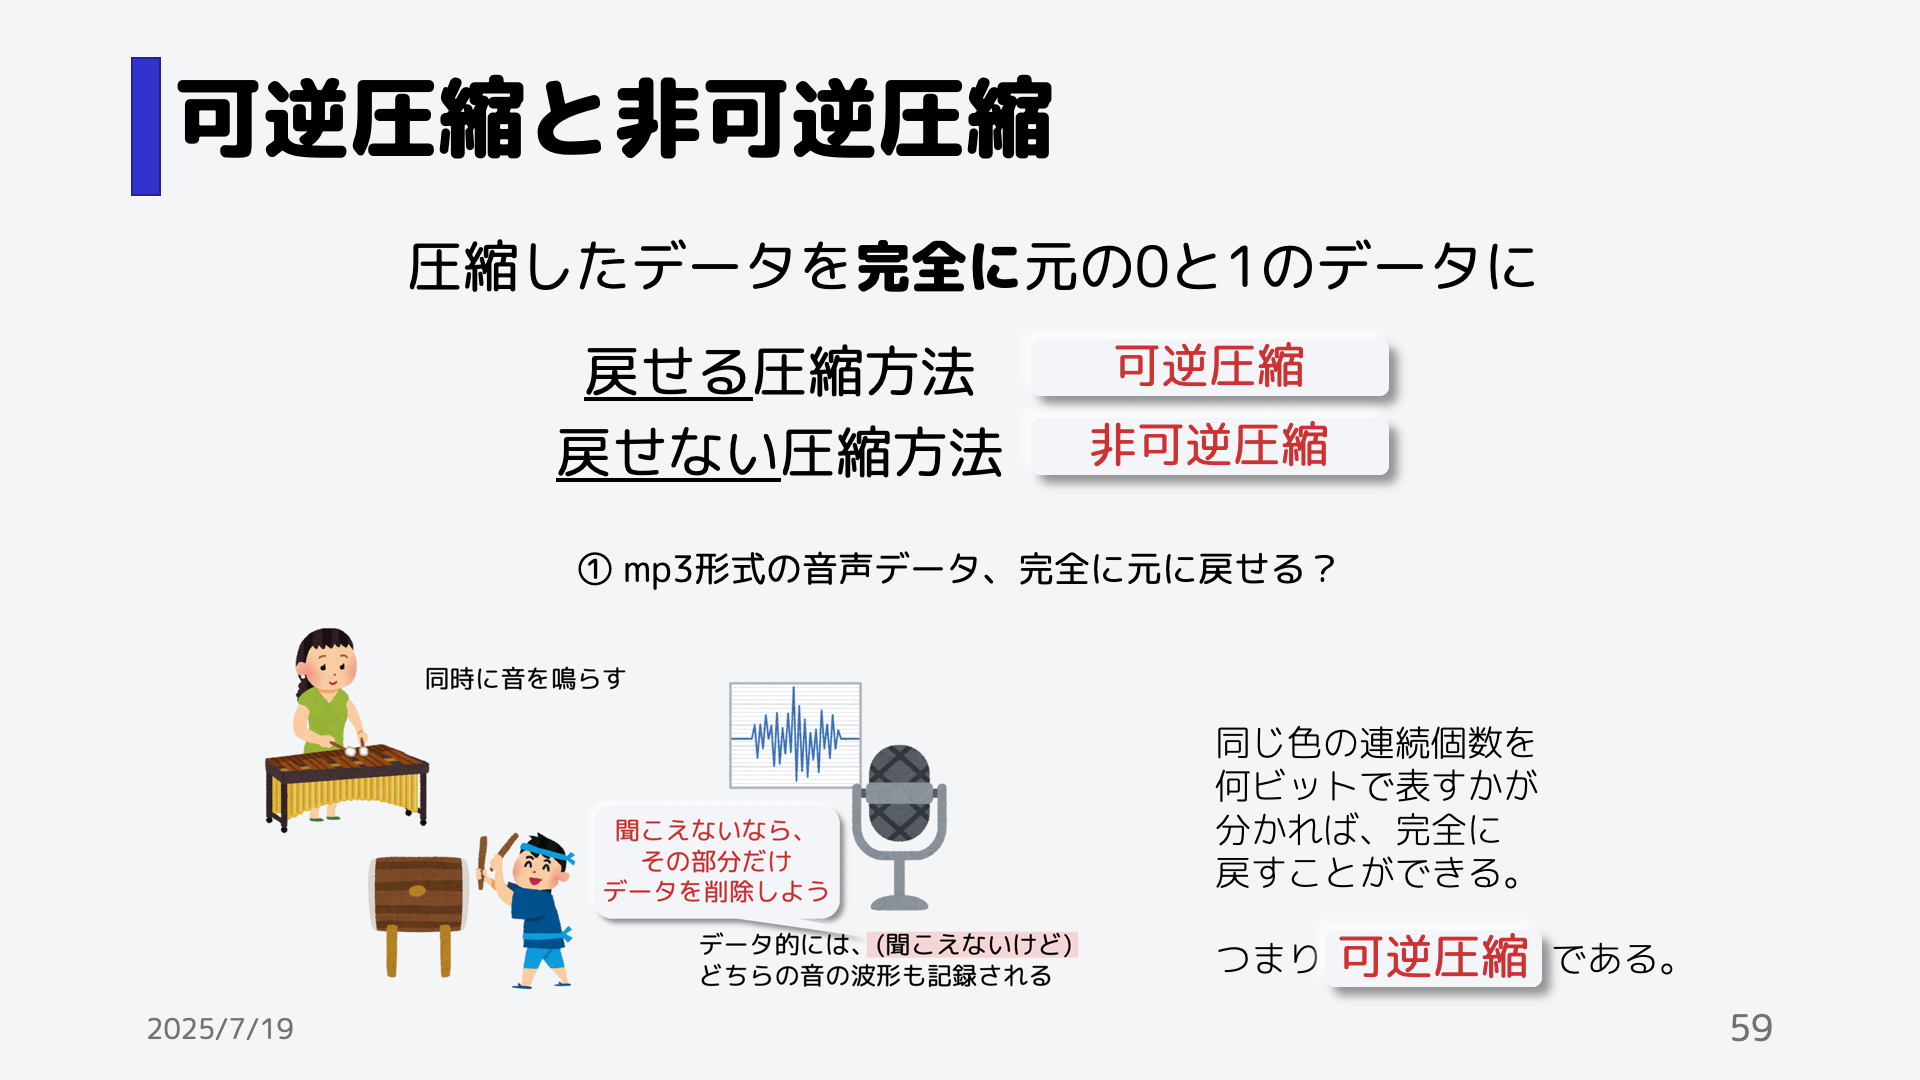 可逆圧縮と非可逆圧縮
圧縮したデータを完全に元の0と1のデータに
戻せる圧縮方法 可逆圧縮
戻せない圧縮方法 非可逆圧縮
① mp3形式の音声データ、完全に元に戻せる？
同時に音を鳴らす
聞こえないなら、
その部分だけ
データを削除しよう
データ的には、(聞こえないけど)
どちらの音の波形も記録される
同じ色の連続個数を
何ビットで表すかが
分かれば、完全に
戻すことができる。
つまり 可逆圧縮 である。
2025/7/19
59